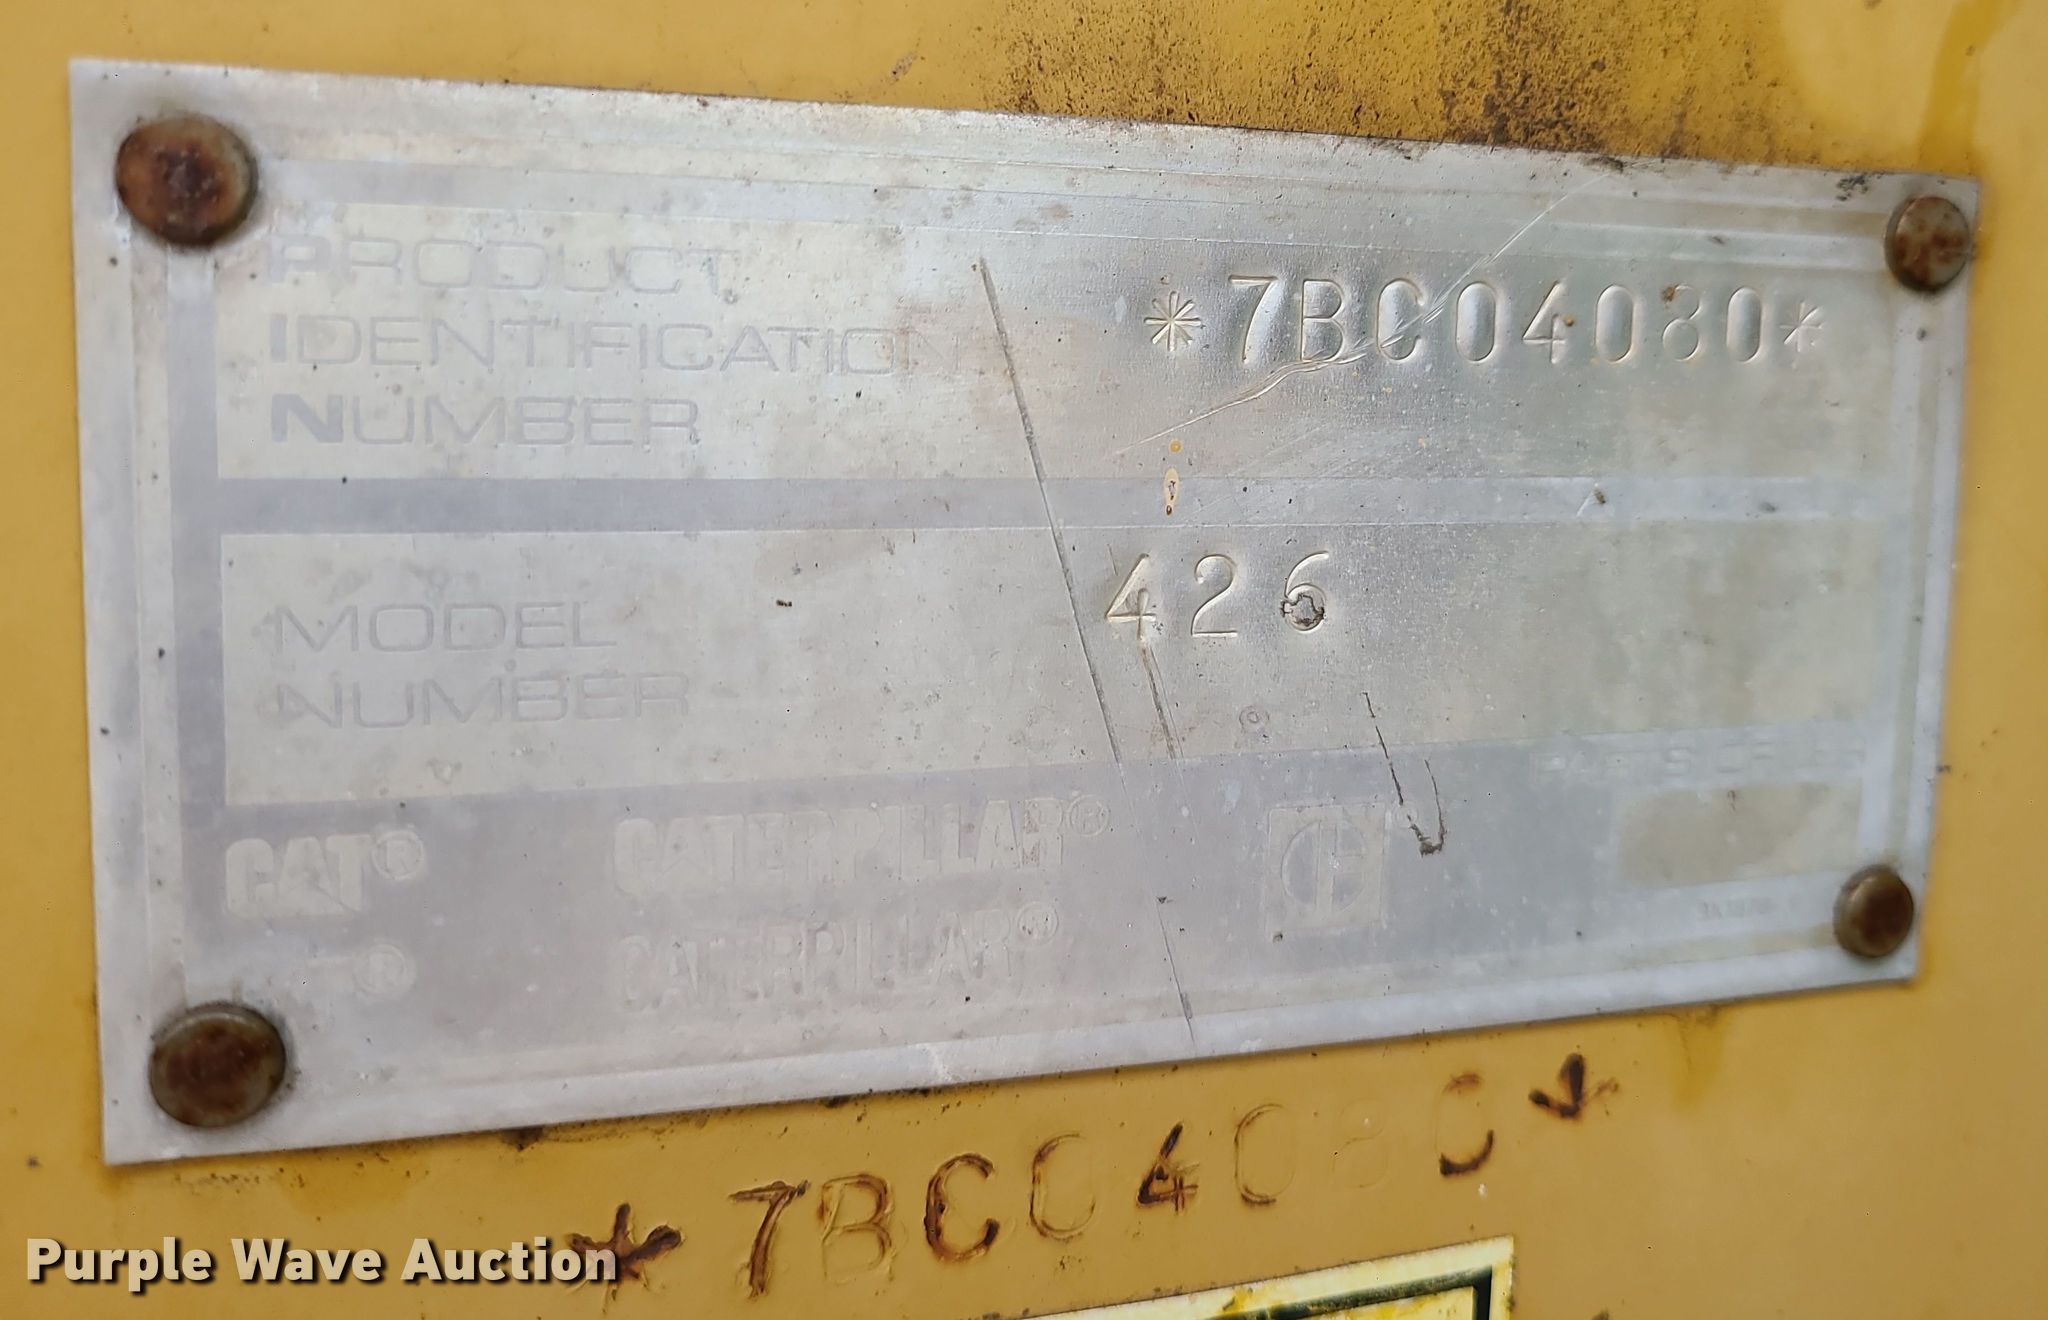 PRODUCT
IDENTIFICATION
NUMBER
*7BC04080*
MODEL
NUMBER
426
CAT® CATERPILLAR®
CATERPILLAR®
*7BC04080*
Purple Wave Auction